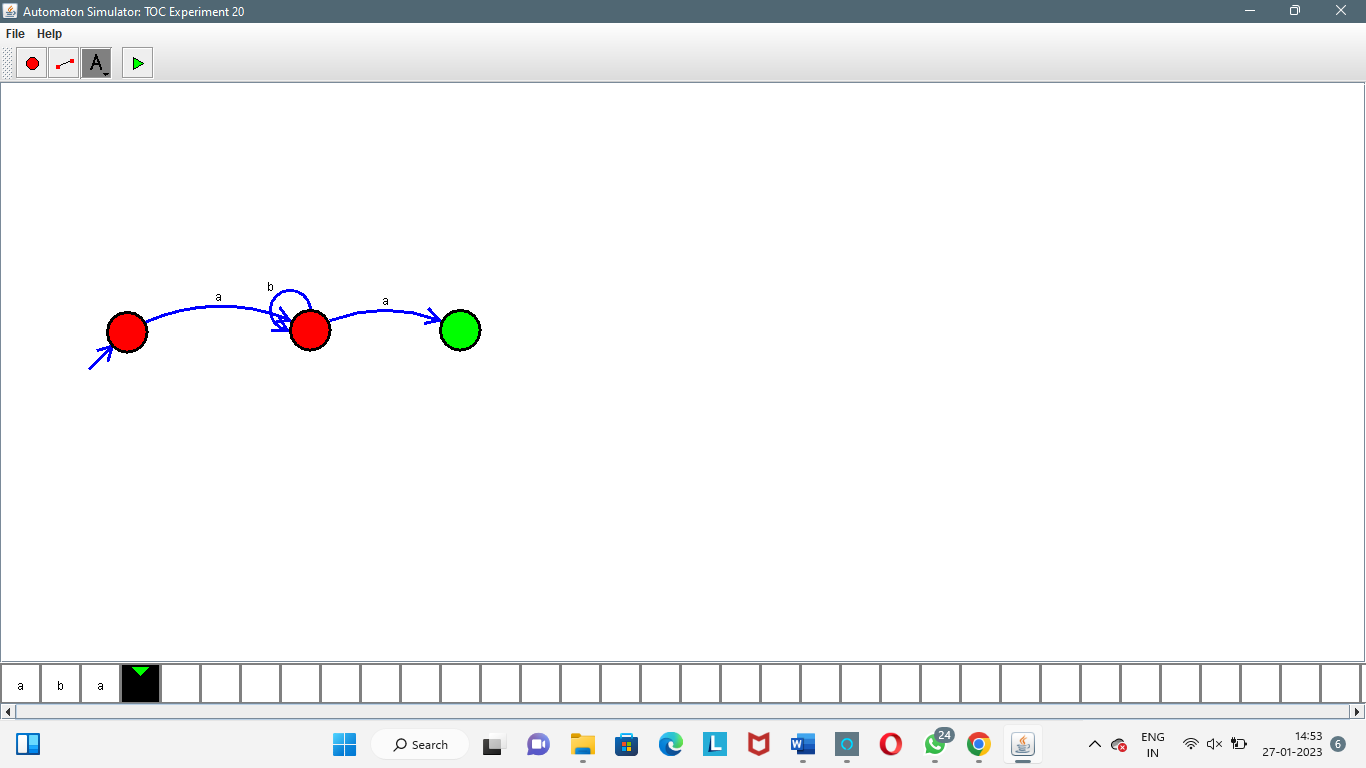 Automaton Simulator: TOC Experiment 20
File Help
A
a
b
a
a b a
Search
L
W
24
ENG
IN
14:53
27-01-2023
6